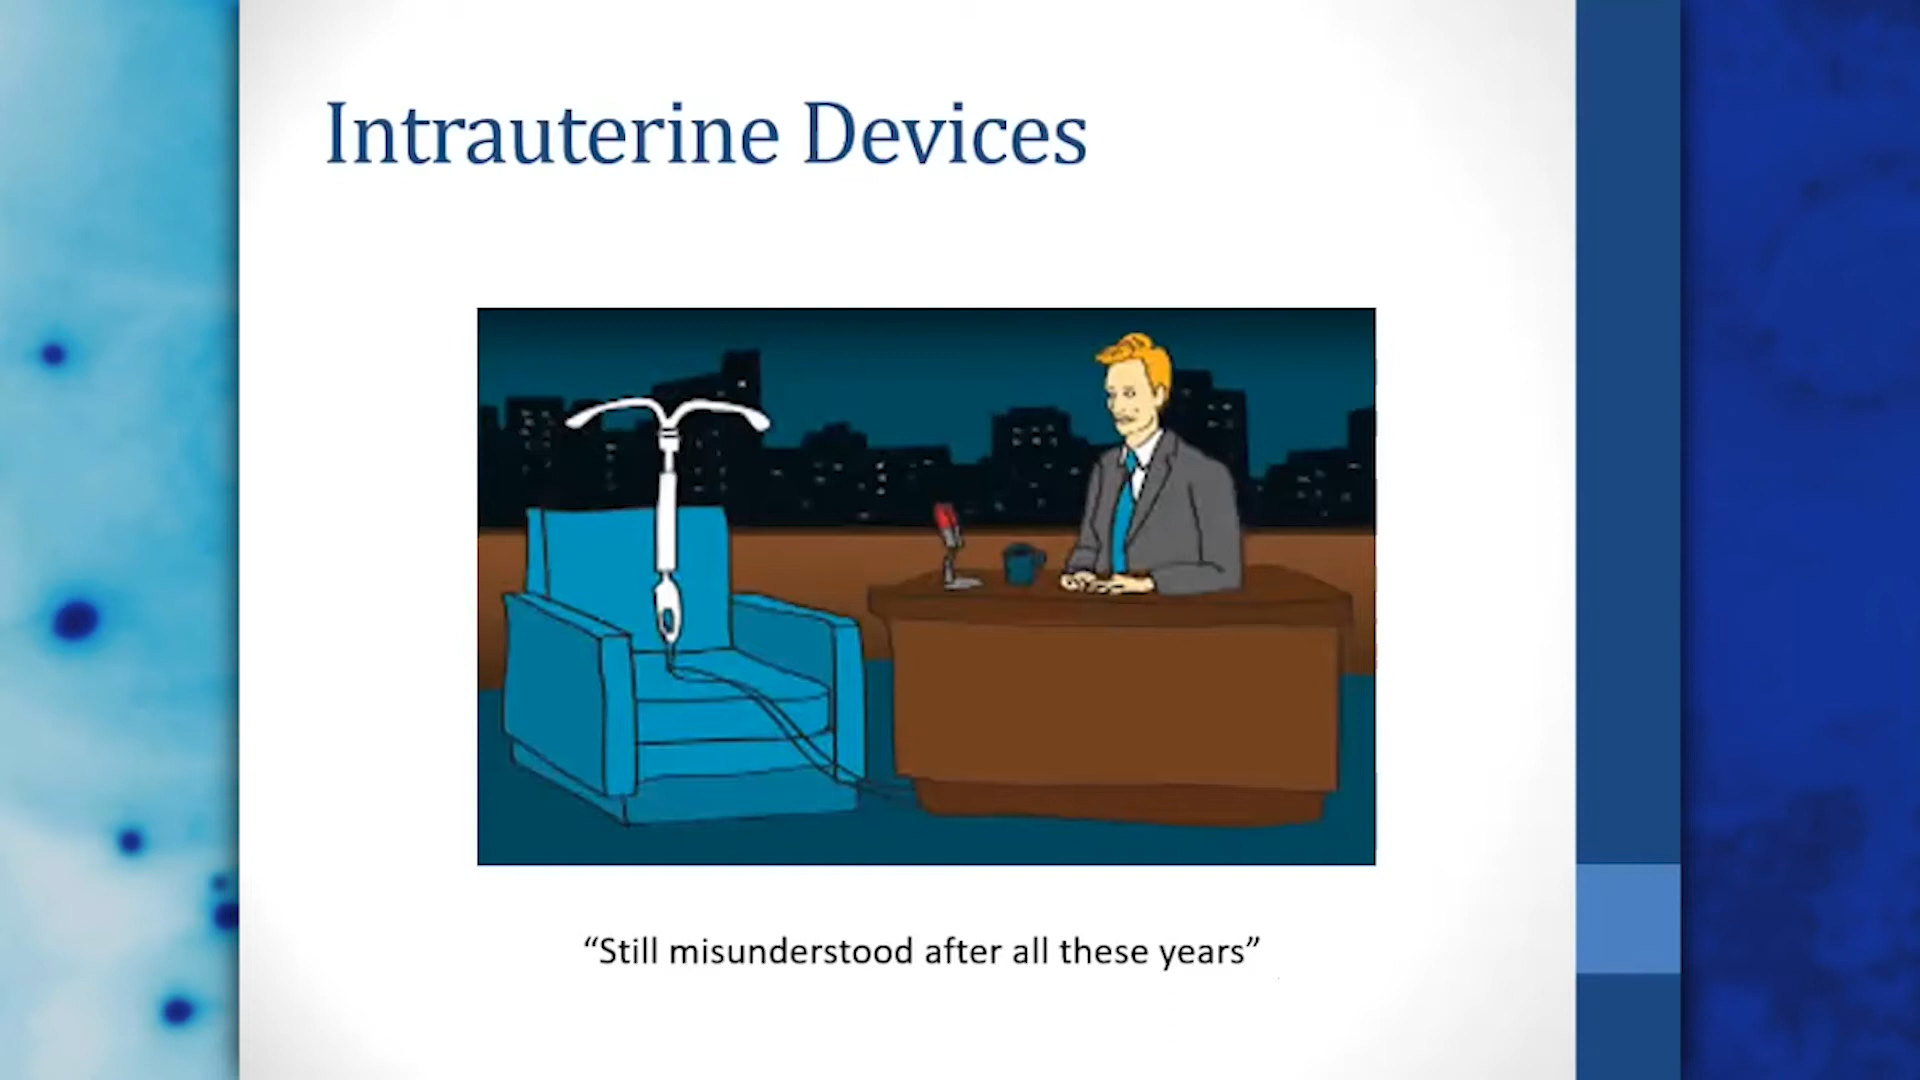 Intrauterine Devices
“Still misunderstood after all these years”